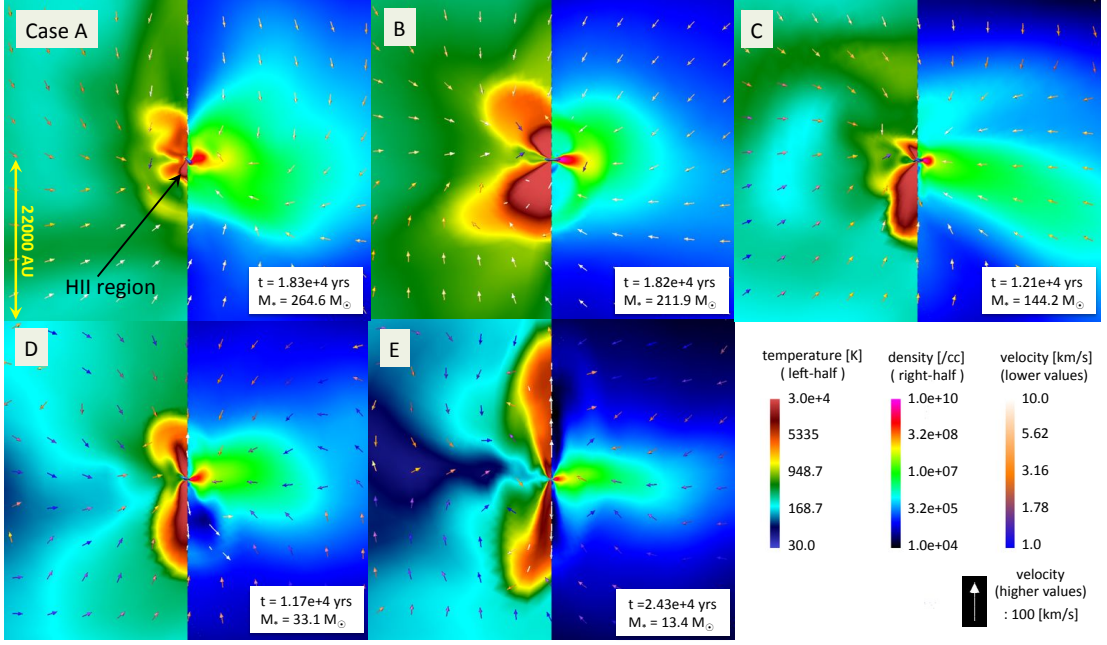 Case A
B
C
22000 AU
HII region
t = 1.83e+4 yrs
M* = 264.6 M☉
t = 1.82e+4 yrs
M* = 211.9 M☉
t = 1.21e+4 yrs
M* = 144.2 M☉
D
E
t = 1.17e+4 yrs
M* = 33.1 M☉
t =2.43e+4 yrs
M* = 13.4 M☉
temperature [K]
( left-half )
3.0e+4
5335
948.7
168.7
30.0
density [/cc]
( right-half )
1.0e+10
3.2e+08
1.0e+07
3.2e+05
1.0e+04
velocity [km/s]
(lower values)
10.0
5.62
3.16
1.78
1.0
velocity
(higher values)
: 100 [km/s]